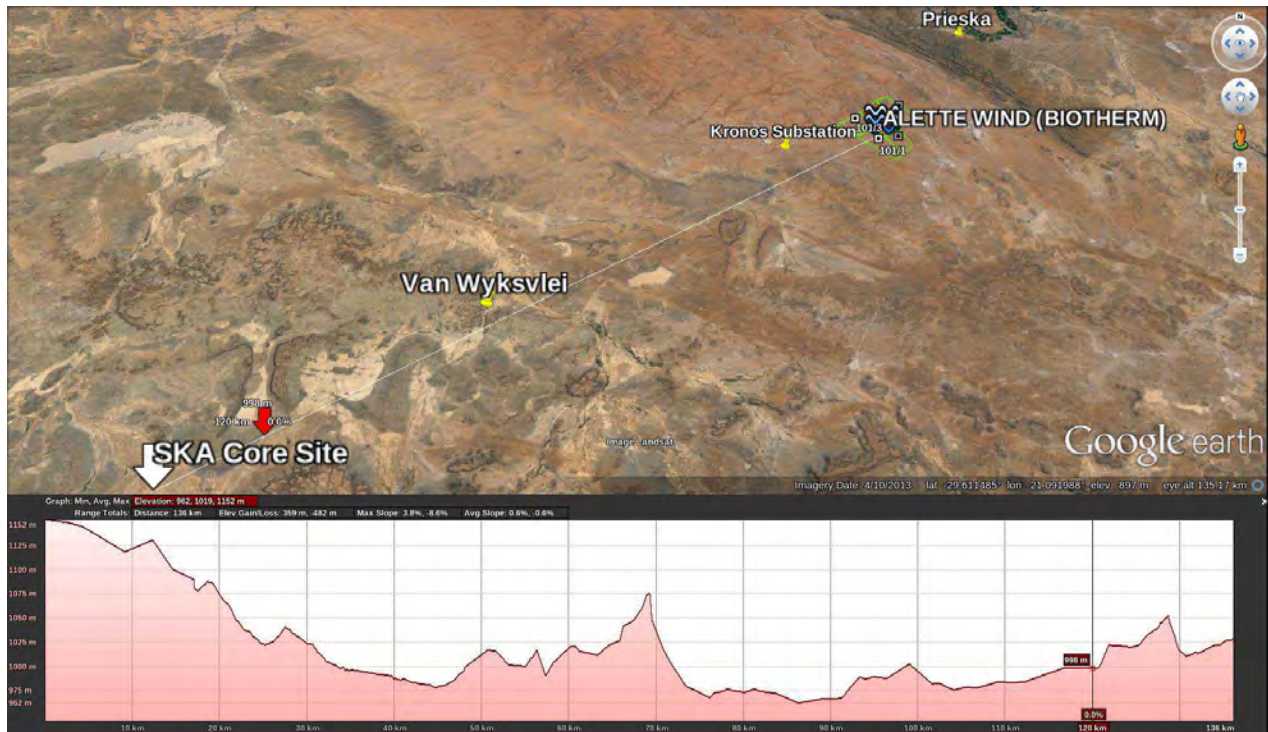 Prieska
N
ALETTE WIND (BIOTHERM)
Kronos Substation
101/3
101/1
Van Wyksvlei
998 m
120 km
0.0%
SKA Core Site
Image Landsat
Google earth
Imagery Date: 4/10/2013 lat -29.611485° lon 21.091988° elev 897 m eye alt 135.17 km
Graph: Min, Avg, Max Elevation: 962, 1019, 1152 m
Range Totals: Distance: 136 km Elev Gain/Loss: 359 m, -482 m Max Slope: 3.8%, -8.6% Avg Slope: 0.6%, -0.6%
1152 m
1125 m
1100 m
1075 m
1050 m
1025 m
1000 m
975 m
962 m
998 m
0.0%
10 km 20 km 30 km 40 km 50 km 60 km 70 km 80 km 90 km 100 km 110 km 120 km 136 km